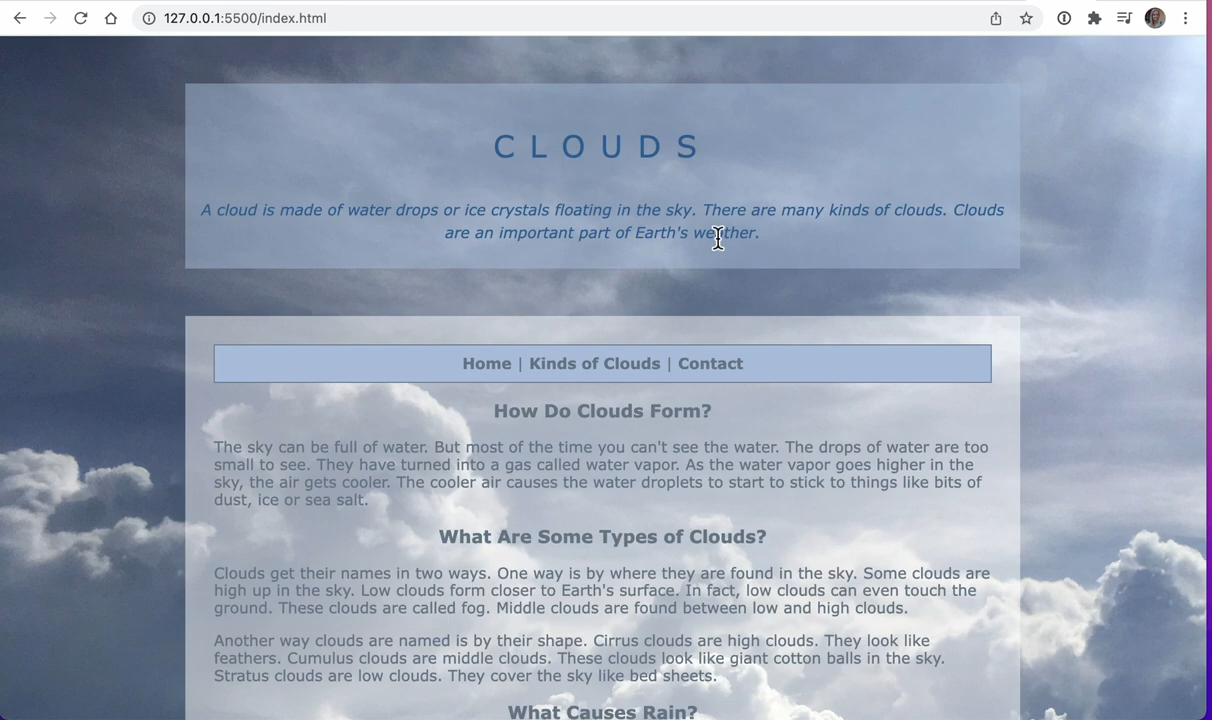 127.0.0.1:5500/index.html
CLOUDS
A cloud is made of water drops or ice crystals floating in the sky. There are many kinds of clouds. Clouds
are an important part of Earth's weather.
Home | Kinds of Clouds | Contact
How Do Clouds Form?
The sky can be full of water. But most of the time you can't see the water. The drops of water are too
small to see. They have turned into a gas called water vapor. As the water vapor goes higher in the
sky, the air gets cooler. The cooler air causes the water droplets to start to stick to things like bits of
dust, ice or sea salt.
What Are Some Types of Clouds?
Clouds get their names in two ways. One way is by where they are found in the sky. Some clouds are
high up in the sky. Low clouds form closer to Earth's surface. In fact, low clouds can even touch the
ground. These clouds are called fog. Middle clouds are found between low and high clouds.
Another way clouds are named is by their shape. Cirrus clouds are high clouds. They look like
feathers. Cumulus clouds are middle clouds. These clouds look like giant cotton balls in the sky.
Stratus clouds are low clouds. They cover the sky like bed sheets.
What Causes Rain?